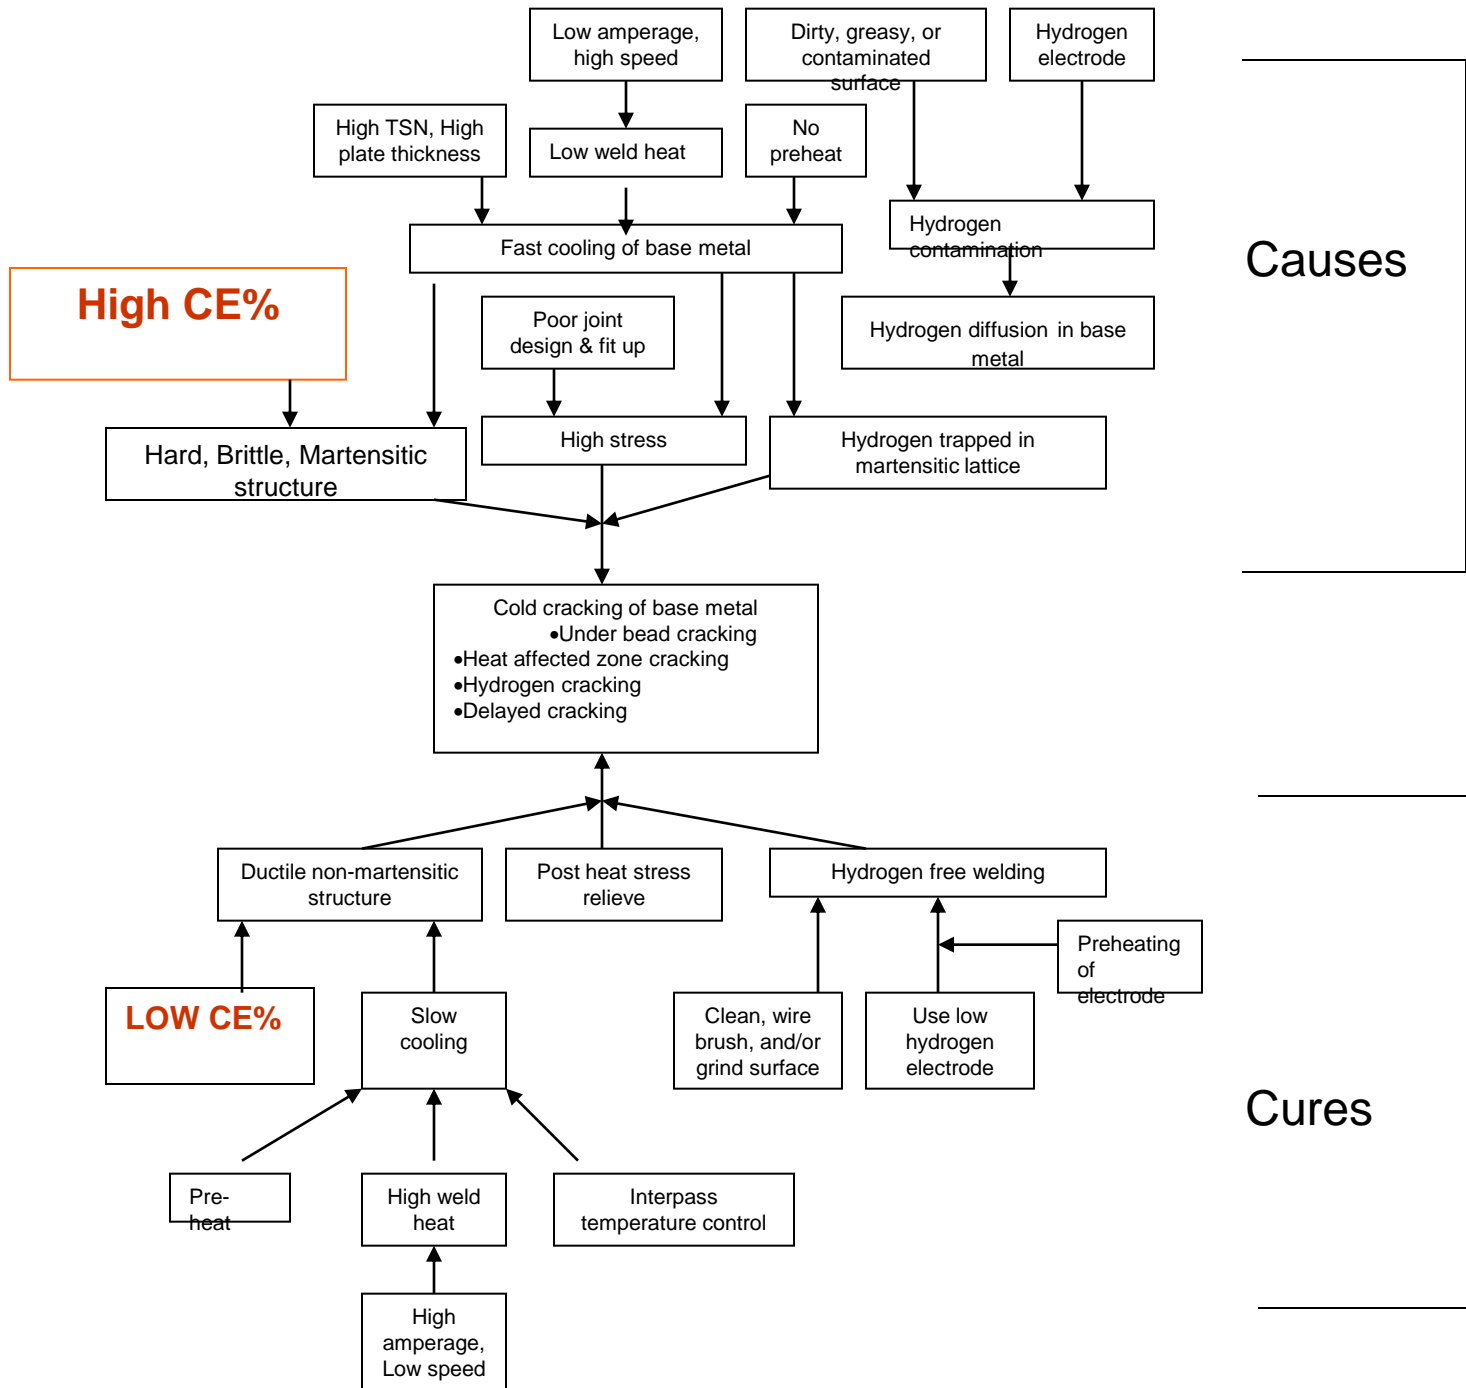 Low amperage,
high speed
Dirty, greasy, or
contaminated
surface
Hydrogen
electrode
High TSN, High
plate thickness
Low weld heat
No
preheat
Hydrogen
contamination
Fast cooling of base metal
Causes
High CE%
Poor joint
design & fit up
Hydrogen diffusion in base
metal
Hard, Brittle, Martensitic
structure
High stress
Hydrogen trapped in
martensitic lattice
Cold cracking of base metal
•Under bead cracking
•Heat affected zone cracking
•Hydrogen cracking
•Delayed cracking
Ductile non-martensitic
structure
Post heat stress
relieve
Hydrogen free welding
Preheating
of
electrode
LOW CE%
Slow
cooling
Clean, wire
brush, and/or
grind surface
Use low
hydrogen
electrode
Cures
Pre-
heat
High weld
heat
Interpass
temperature control
High
amperage,
Low speed